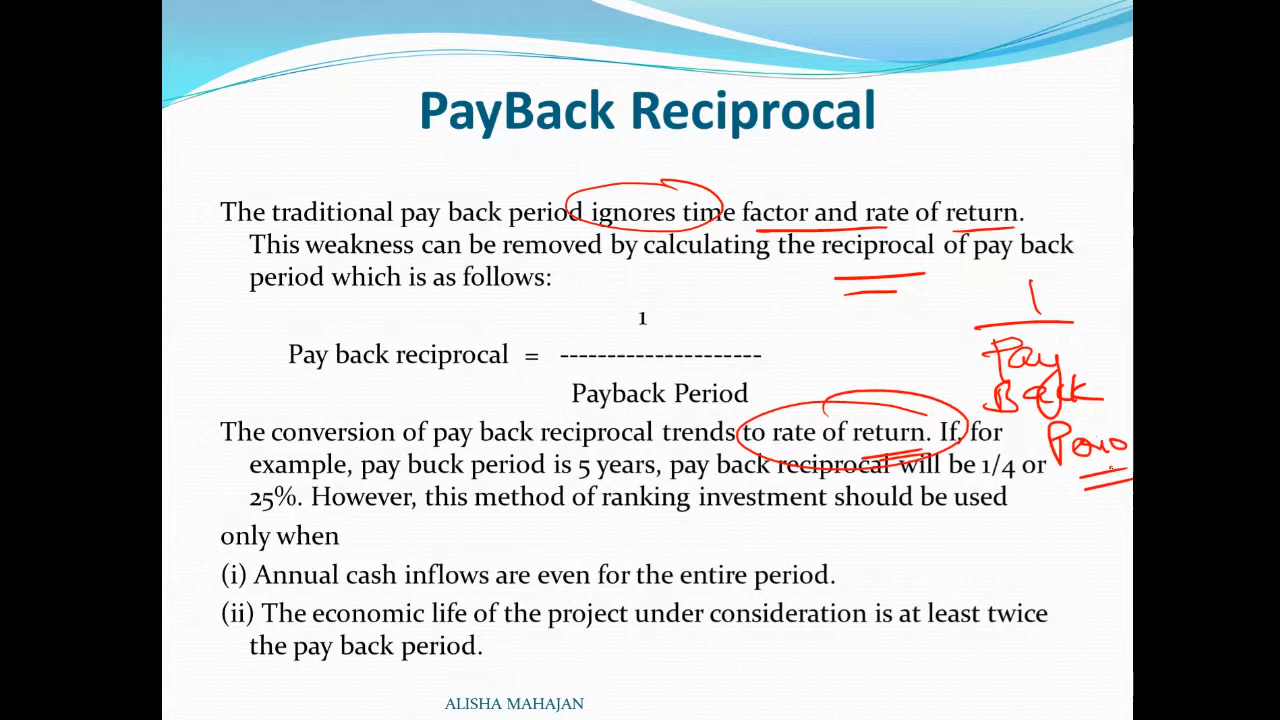 PayBack Reciprocal
The traditional pay back period ignores time factor and rate of return.
This weakness can be removed by calculating the reciprocal of pay back
period which is as follows:
1
Pay back reciprocal = ---------------------
Payback Period
1
Pay
Back
The conversion of pay back reciprocal trends to rate of return. If, for
example, pay buck period is 5 years, pay back reciprocal will be 1/4 or
25%. However, this method of ranking investment should be used
only when
(i) Annual cash inflows are even for the entire period.
(ii) The economic life of the project under consideration is at least twice
the pay back period.
ALISHA MAHAJAN